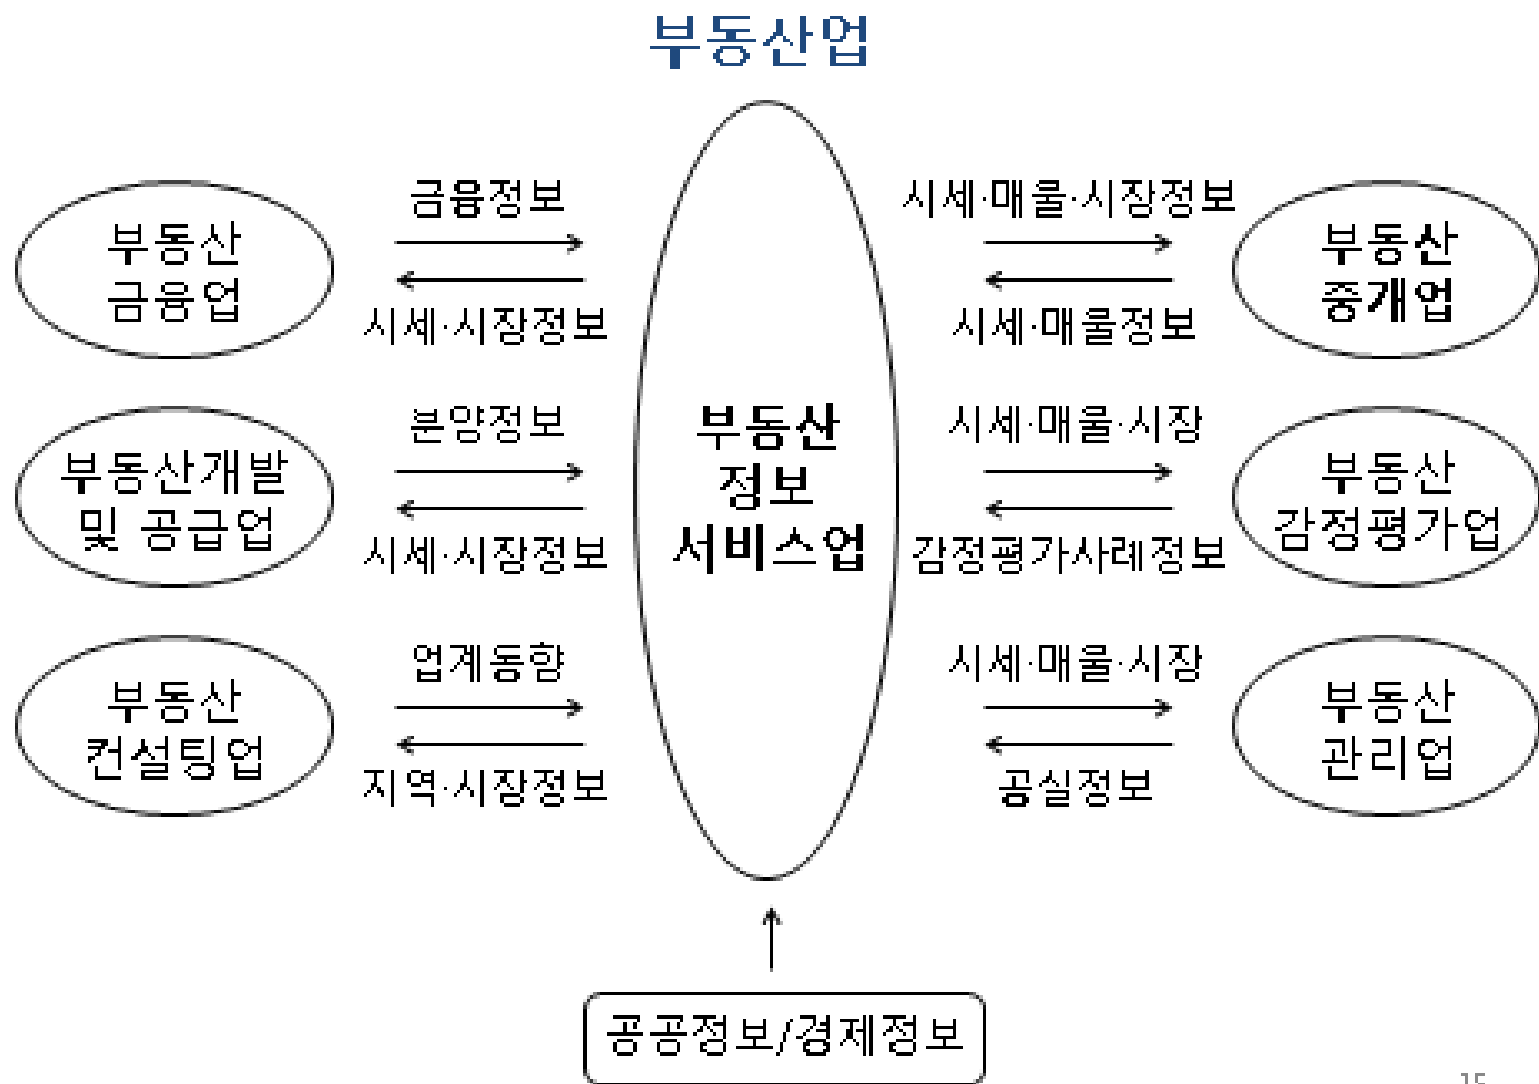 부동산업
금융정보
시세·매물·시장정보
부동산
금융업
부동산
중개업
시세·시장정보
시세·매물정보
분양정보
시세·매물·시장
부동산개발
및 공급업
부동산
정보
서비스업
부동산
감정평가업
시세·시장정보
감정평가사례정보
업계동향
시세·매물·시장
부동산
컨설팅업
부동산
관리업
지역·시장정보
공실정보
공공정보/경제정보